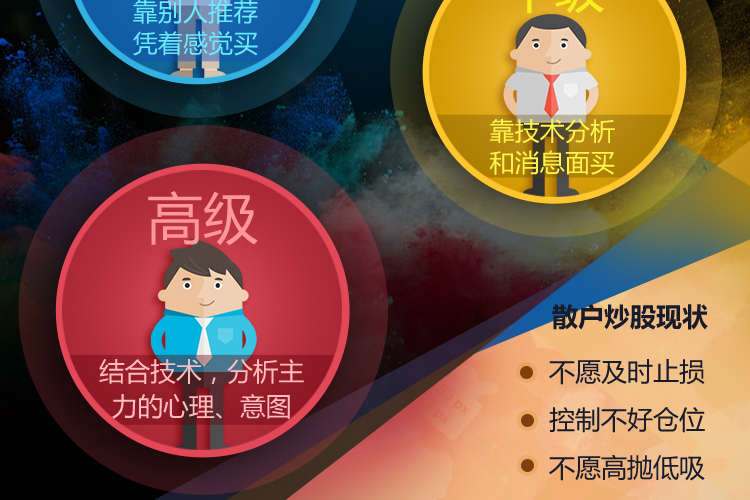 靠别人推荐
凭着感觉买
中级
靠技术分析
和消息面买
高级
结合技术，分析主
力的心理、意图
散户炒股现状
不愿及时止损
控制不好仓位
不愿高抛低吸